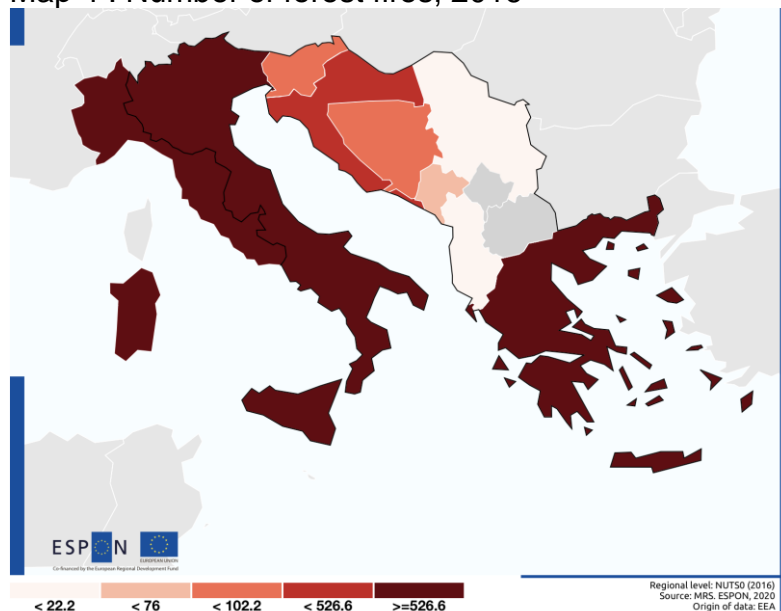 ESPON
EUROPEAN UNION
Co-financed by the European Regional Development Fund
< 22.2 < 76 < 102.2 < 526.6 >=526.6
Regional level: NUTS0 (2016)
Source: MRS. ESPON, 2020
Origin of data: EEA